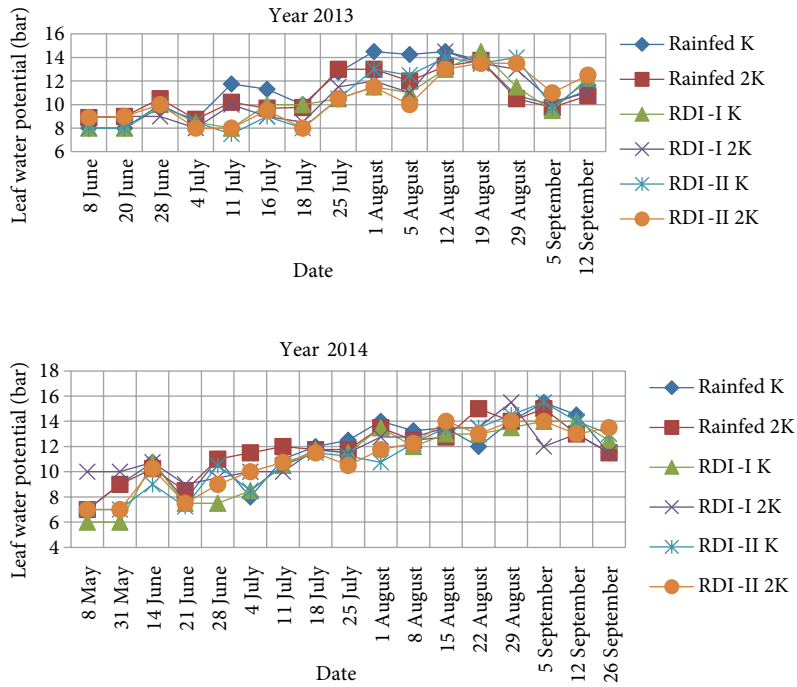 Year 2013
Leaf water potential (bar)
16
14
12
10
8
6
8 June
20 June
28 June
4 July
11 July
16 July
18 July
25 July
1 August
5 August
12 August
19 August
29 August
5 September
12 September
Date
Rainfed K
Rainfed 2K
RDI-I K
RDI-I 2K
RDI-II K
RDI-II 2K
Year 2014
Leaf water potential (bar)
18
16
14
12
10
8
6
4
8 May
31 May
14 June
21 June
28 June
4 July
11 July
18 July
25 July
1 August
8 August
15 August
22 August
29 August
5 September
12 September
26 September
Date
Rainfed K
Rainfed 2K
RDI-I K
RDI-I 2K
RDI-II K
RDI-II 2K